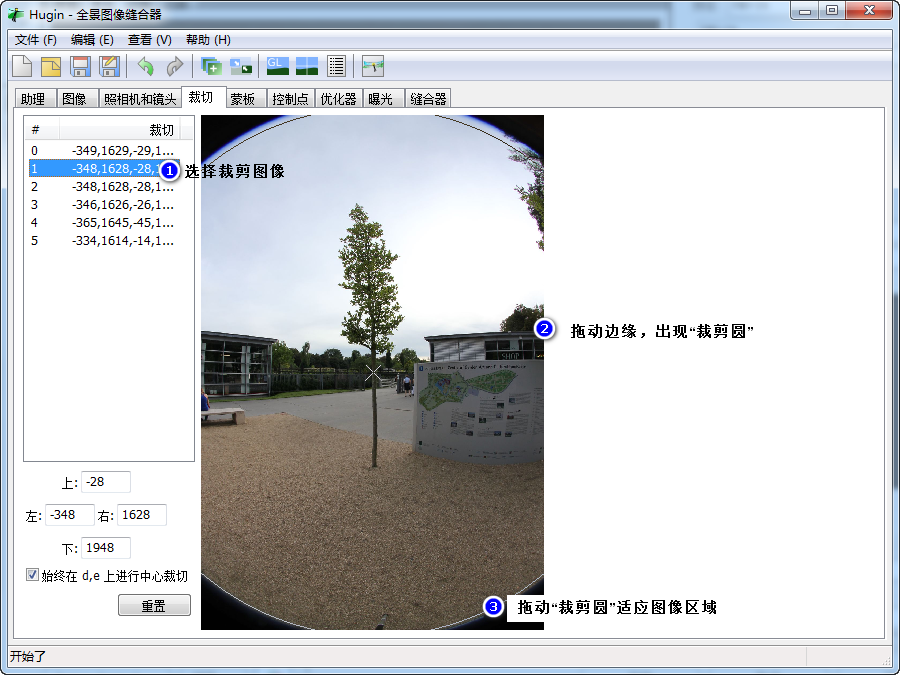 Hugin - 全景图像缝合器
文件 (F) 编辑 (E) 查看 (V) 帮助 (H)
GL
助理 图像 照相机和镜头 裁切 蒙板 控制点 优化器 曝光 缝合器
# 裁切
0 -349,1629,-29,1...
1 -348,1628,-28,1...
1 选择裁剪图像
2 -348,1628,-28,1...
3 -346,1626,-26,1...
4 -365,1645,-45,1...
5 -334,1614,-14,1...
2 拖动边缘，出现“裁剪圆”
SHOP
上: -28
左: -348 右: 1628
下: 1948
始终在 d,e 上进行中心裁切
重置
3 拖动“裁剪圆”适应图像区域
开始了